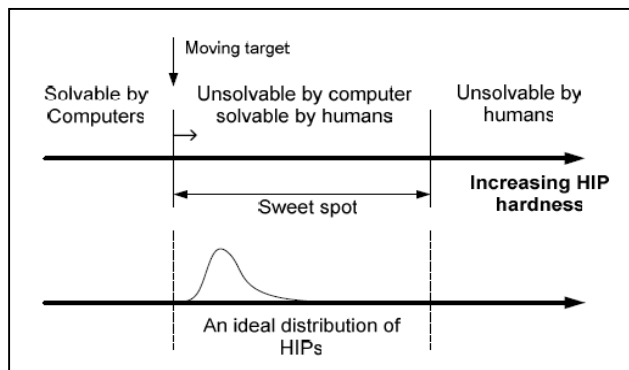 Moving target
Solvable by
Computers
Unsolvable by computer
solvable by humans
Unsolvable by
humans
Increasing HIP
hardness
Sweet spot
An ideal distribution of
HIPs